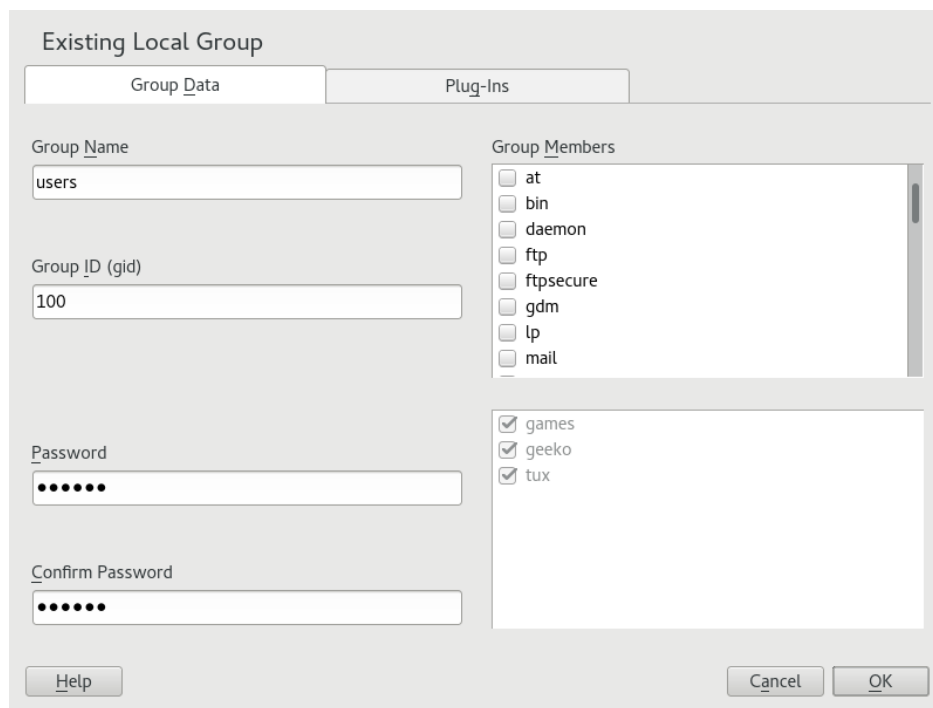 Existing Local Group
Group Data
Plug-Ins
Group Name
users
Group ID (gid)
100
Password
••••••
Confirm Password
••••••
Group Members
at
bin
daemon
ftp
ftpsecure
gdm
lp
mail
games
geeko
tux
Help
Cancel
OK